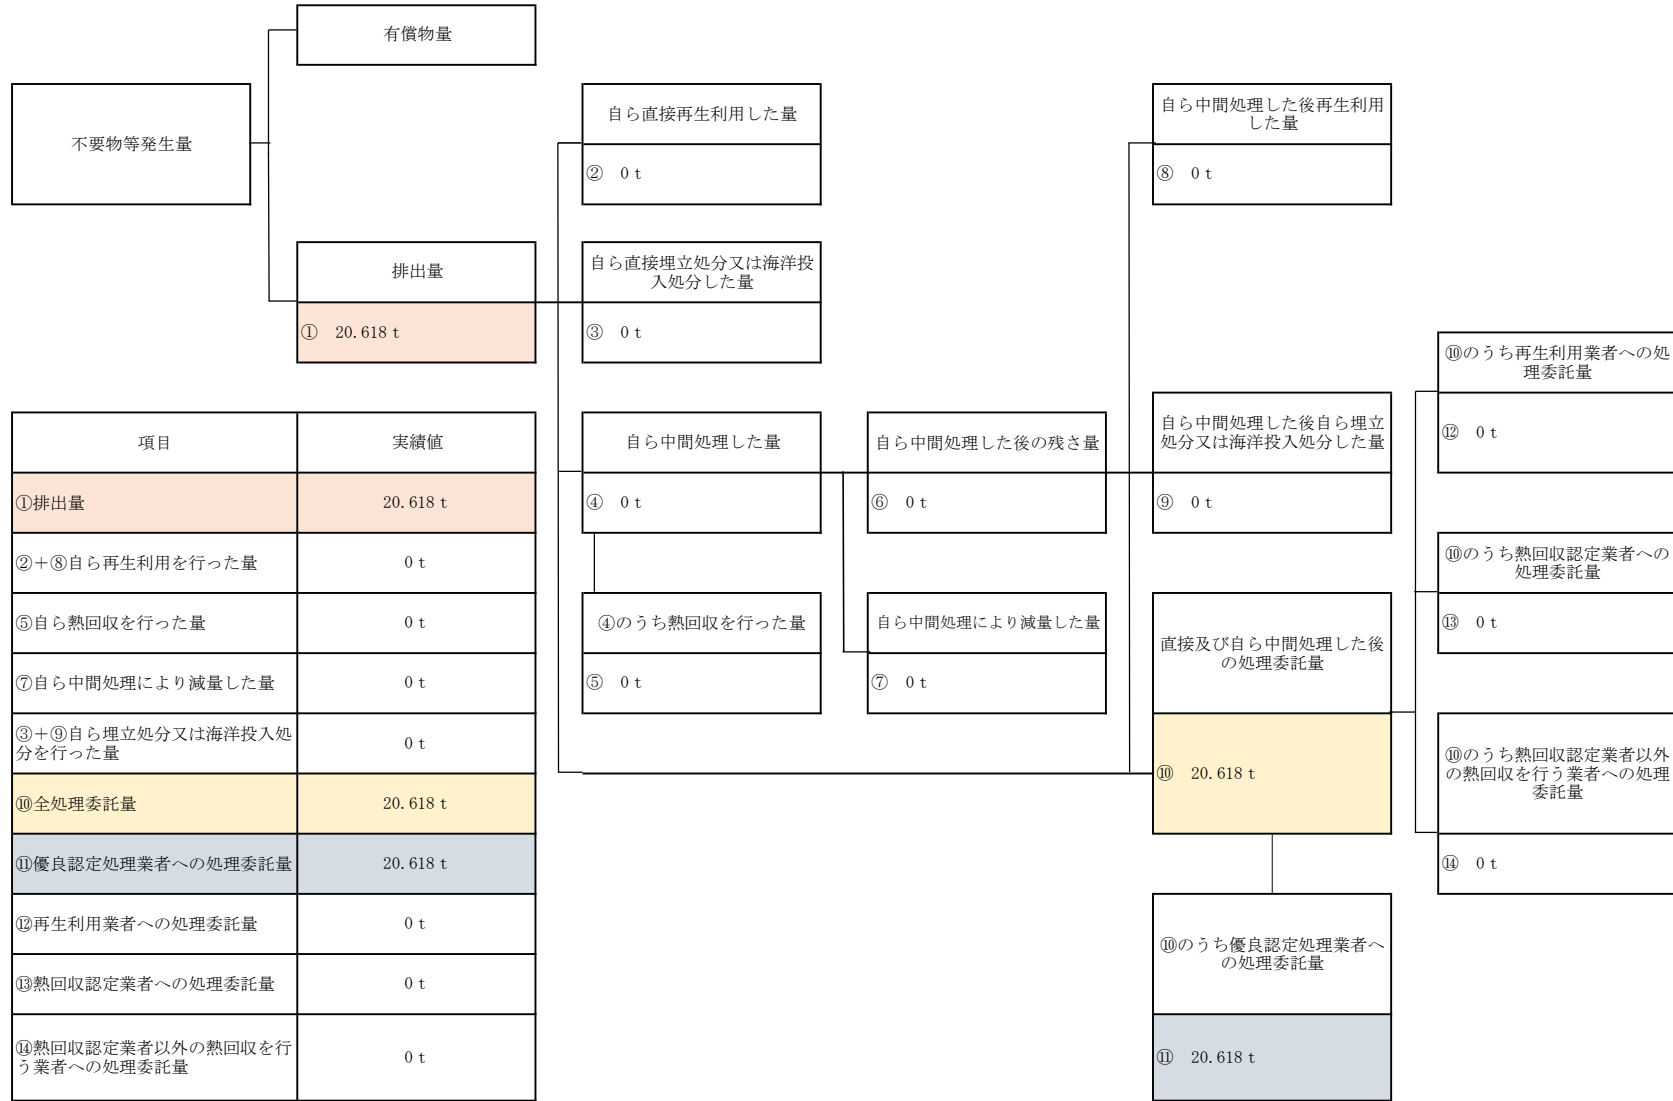 有償物量
不要物等発生量
自ら直接再生利用した量
② 0 t
自ら中間処理した後再生利用
した量
⑧ 0 t
排出量
① 20.618 t
自ら直接埋立処分又は海洋投
入処分した量
③ 0 t
⑩のうち再生利用業者への処
理委託量
⑫ 0 t
自ら中間処理した量
④ 0 t
自ら中間処理した後の残さ量
⑥ 0 t
自ら中間処理した後自ら埋立
処分又は海洋投入処分した量
⑨ 0 t
⑩のうち熱回収認定業者への
処理委託量
⑬ 0 t
④のうち熱回収を行った量
⑤ 0 t
自ら中間処理により減量した量
⑦ 0 t
直接及び自ら中間処理した後
の処理委託量
⑩ 20.618 t
⑩のうち熱回収認定業者以外
の熱回収を行う業者への処理
委託量
⑭ 0 t
⑩のうち優良認定処理業者へ
の処理委託量
⑪ 20.618 t
項目 実績値
①排出量 20.618 t
②＋⑧自ら再生利用を行った量 0 t
⑤自ら熱回収を行った量 0 t
⑦自ら中間処理により減量した量 0 t
③＋⑨自ら埋立処分又は海洋投入処
分を行った量 0 t
⑩全処理委託量 20.618 t
⑪優良認定処理業者への処理委託量 20.618 t
⑫再生利用業者への処理委託量 0 t
⑬熱回収認定業者への処理委託量 0 t
⑭熱回収認定業者以外の熱回収を行
う業者への処理委託量 0 t